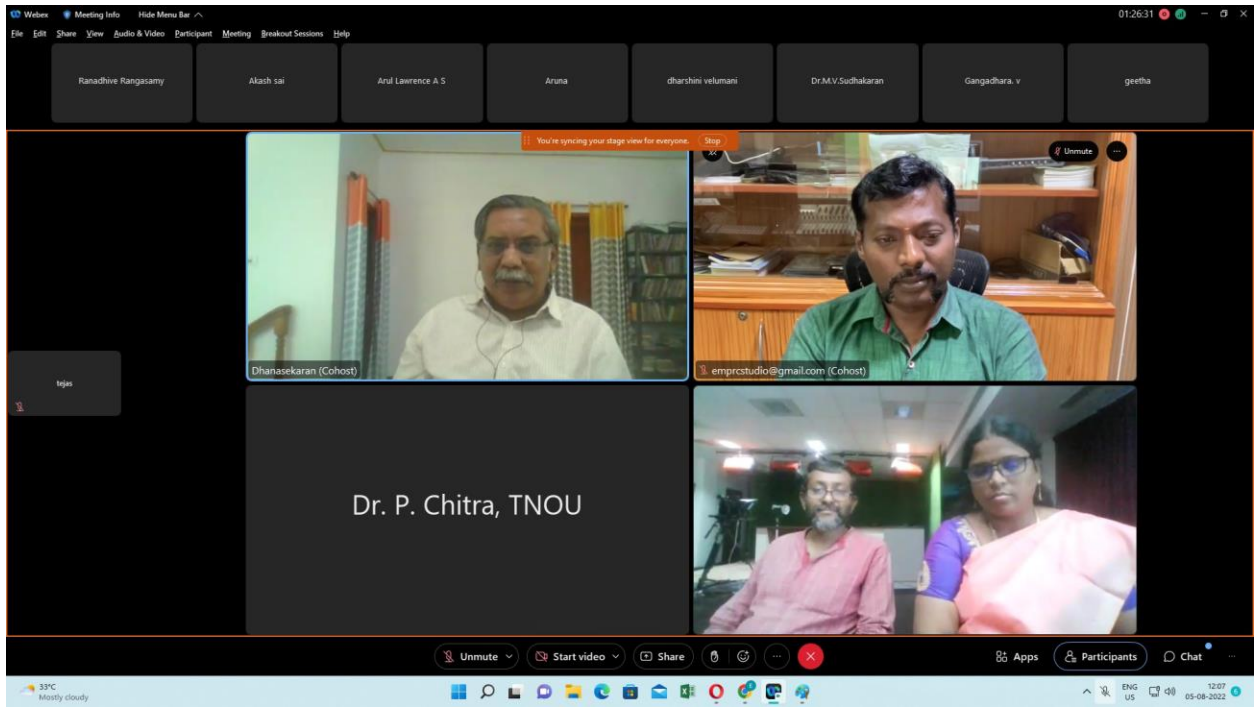 Webex Meeting Info Hide Menu Bar 01:26:31
File Edit Share View Audio & Video Participant Meeting Breakout Sessions Help
Ranadhive Rangasamy Akash sai Arul Lawrence A S Aruna dharshini velumani Dr.M.V.Sudhakaran Gangadhara. v geetha
You're syncing your stage view for everyone. Stop
Unmute
Dhanasekaran (Cohost) emprcstudio@gmail.com (Cohost)
tejas
Dr. P. Chitra, TNOU
Unmute Start video Share Apps Participants Chat
33°C
Mostly cloudy
ENG
US
12:07
05-08-2022